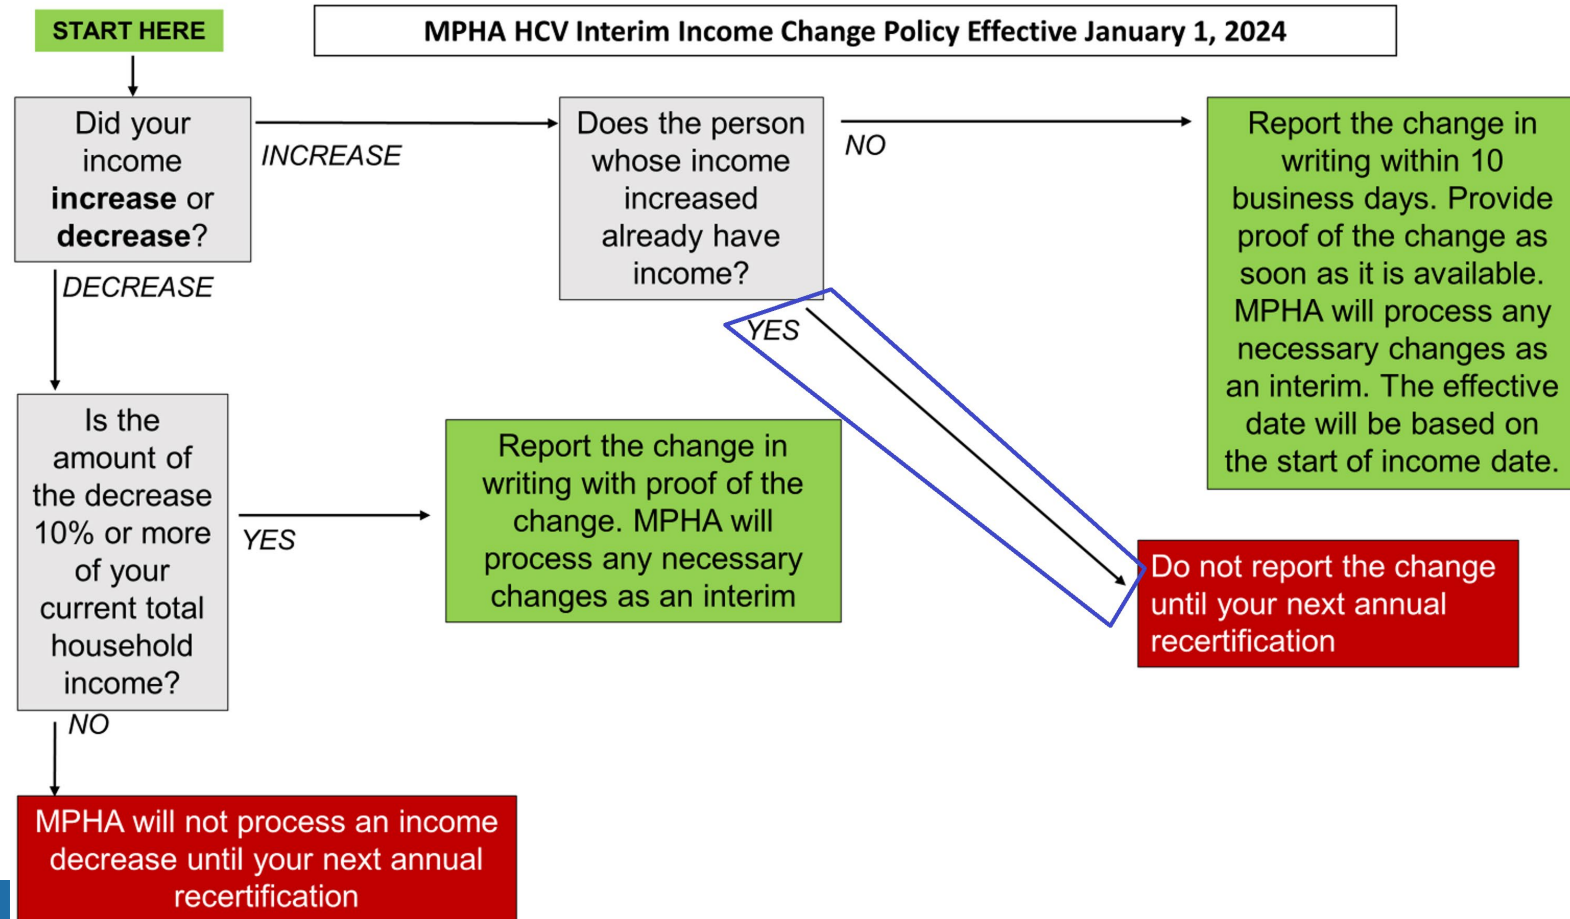 START HERE
MPHA HCV Interim Income Change Policy Effective January 1, 2024
Did your
income
increase or
decrease?
INCREASE
Does the person
whose income
increased
already have
income?
NO
Report the change in
writing within 10
business days. Provide
proof of the change as
soon as it is available.
MPHA will process any
necessary changes as
an interim. The effective
date will be based on
the start of income date.
DECREASE
YES
Is the
amount of
the decrease
10% or more
of your
current total
household
income?
YES
Report the change in
writing with proof of the
change. MPHA will
process any necessary
changes as an interim
Do not report the change
until your next annual
recertification
NO
MPHA will not process an income
decrease until your next annual
recertification